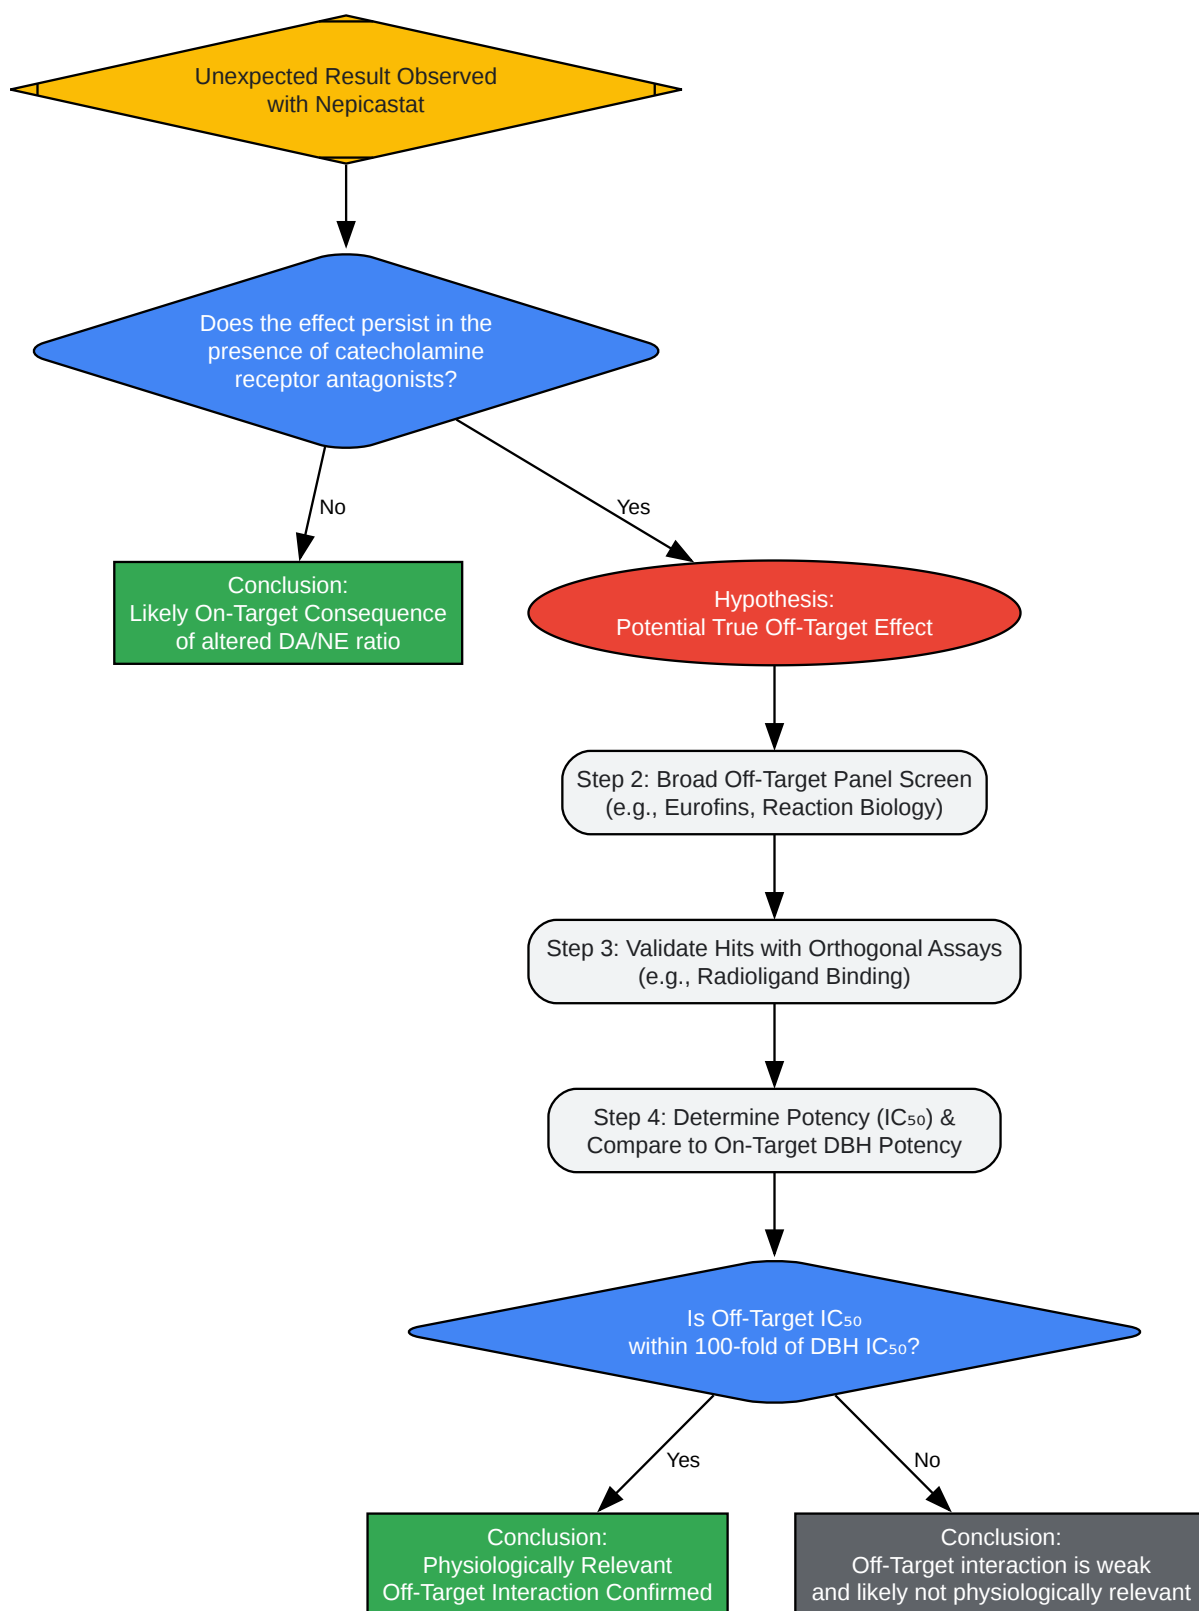 Unexpected Result Observed
with Nepicastat
Does the effect persist in the
presence of catecholamine
receptor antagonists?
No
Yes
Conclusion:
Likely On-Target Consequence
of altered DA/NE ratio
Hypothesis:
Potential True Off-Target Effect
Step 2: Broad Off-Target Panel Screen
(e.g., Eurofins, Reaction Biology)
Step 3: Validate Hits with Orthogonal Assays
(e.g., Radioligand Binding)
Step 4: Determine Potency (IC₅₀) &
Compare to On-Target DBH Potency
Is Off-Target IC₅₀
within 100-fold of DBH IC₅₀?
Yes
No
Conclusion:
Physiologically Relevant
Off-Target Interaction Confirmed
Conclusion:
Off-Target interaction is weak
and likely not physiologically relevant